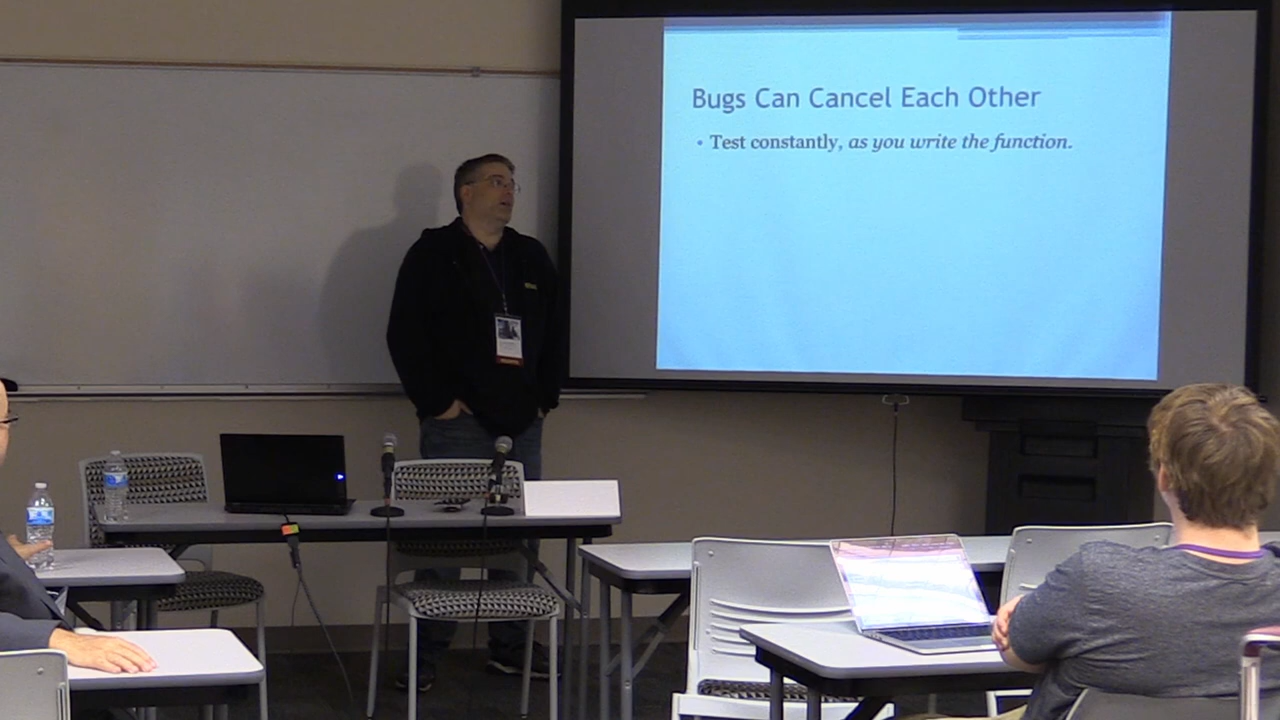 Bugs Can Cancel Each Other
• Test constantly, as you write the function.